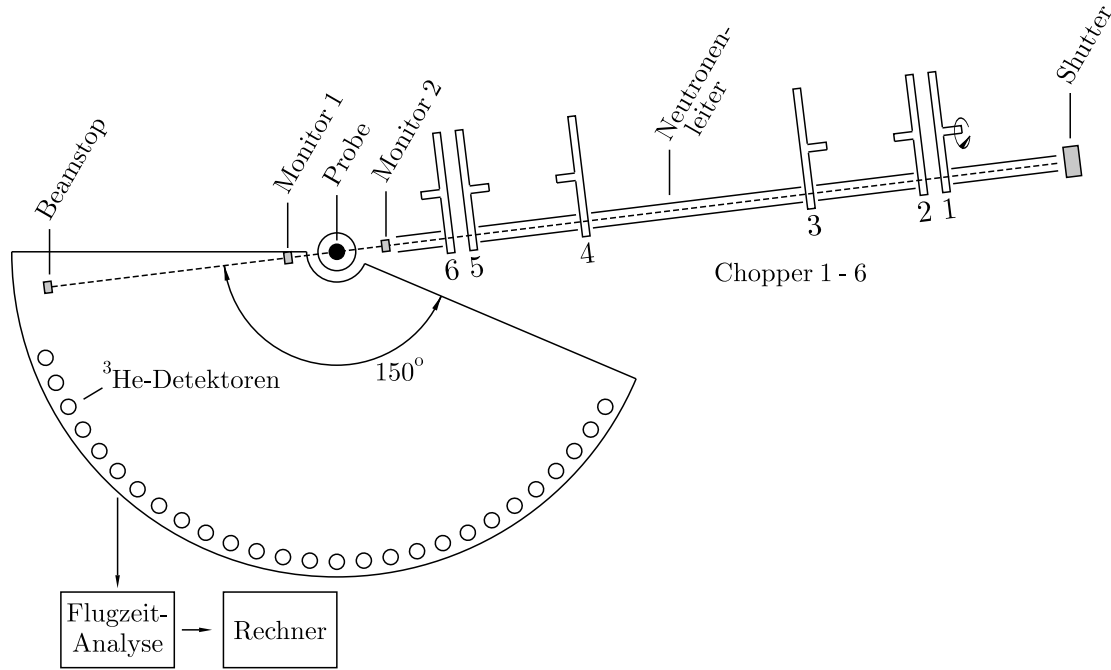 Beamstop
Monitor 1
Probe
Monitor 2
Neutronen-
leiter
Shutter
6
5
4
3
2
1
Chopper 1 - 6
150°
³He-Detektoren
Flugzeit-
Analyse
Rechner